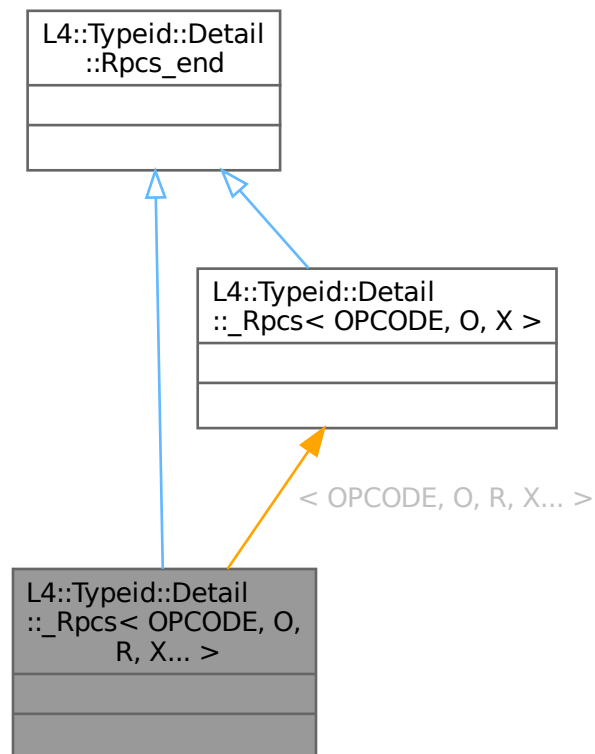 L4::Typeid::Detail
::Rpcs_end
L4::Typeid::Detail
::_Rpcs< OPCODE, O, X >
< OPCODE, O, R, X... >
L4::Typeid::Detail
::_Rpcs< OPCODE, O,
R, X... >